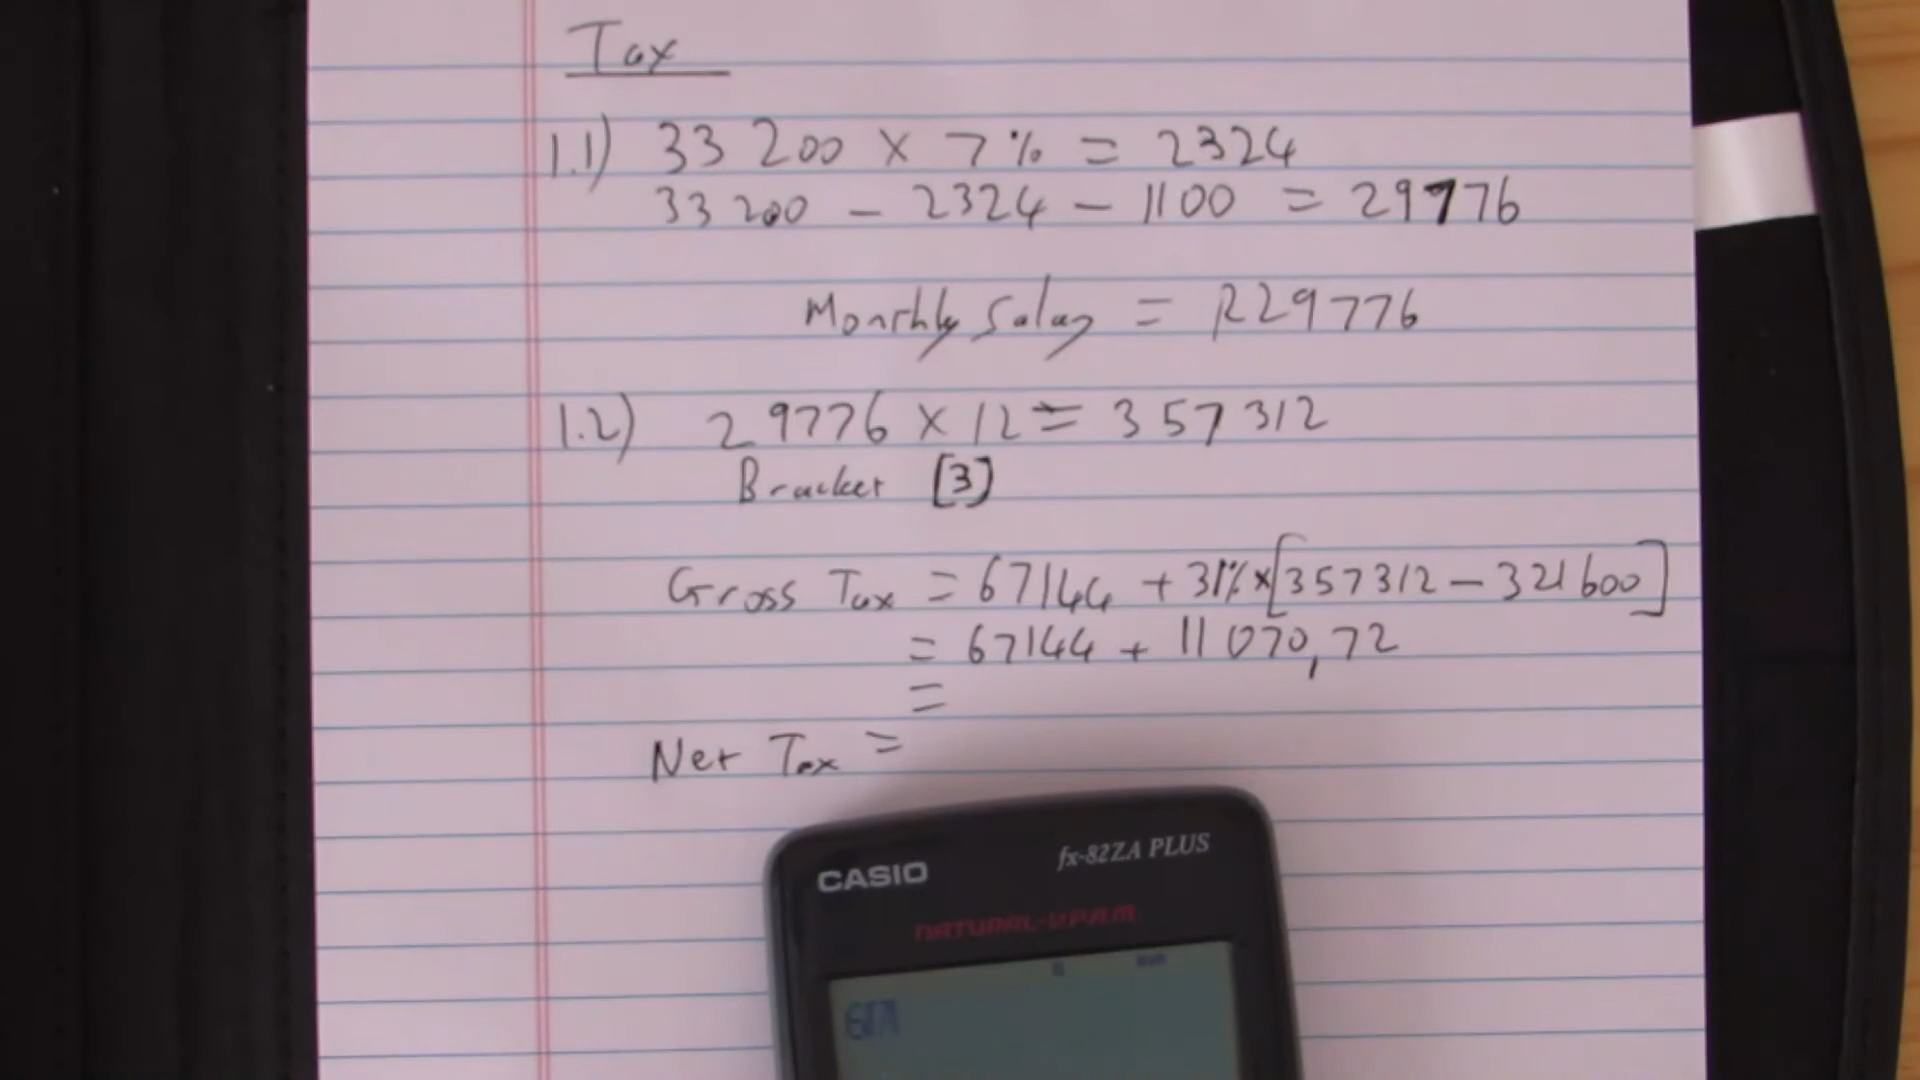 Tax
1.1) 33 200 × 7% = 2324
33 200 − 2324 − 1100 = 29776
Monthly Salary = R29776
1.2) 29776 × 12 = 357312
Bracket [3]
Gross Tax = 67144 + 31%×[357312 − 321600]
= 67144 + 11070,72
=
Net Tax =
CASIO fx-82ZA PLUS
NATURAL-V.P.A.M.